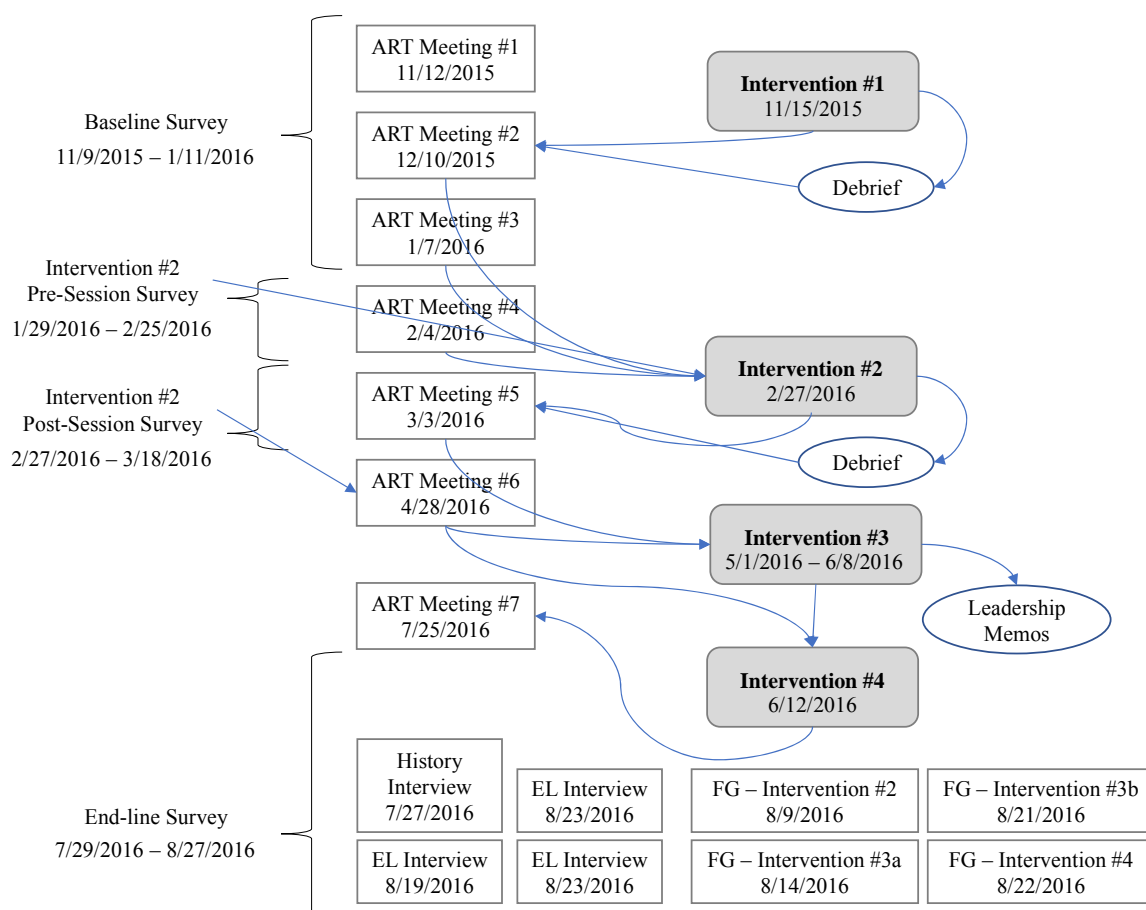 ART Meeting #1
11/12/2015
Intervention #1
11/15/2015
Baseline Survey
11/9/2015 – 1/11/2016
ART Meeting #2
12/10/2015
Debrief
ART Meeting #3
1/7/2016
Intervention #2
Pre-Session Survey
1/29/2016 – 2/25/2016
ART Meeting #4
2/4/2016
Intervention #2
2/27/2016
Intervention #2
Post-Session Survey
2/27/2016 – 3/18/2016
ART Meeting #5
3/3/2016
Debrief
ART Meeting #6
4/28/2016
Intervention #3
5/1/2016 – 6/8/2016
Leadership
Memos
ART Meeting #7
7/25/2016
Intervention #4
6/12/2016
End-line Survey
7/29/2016 – 8/27/2016
History
Interview
7/27/2016
EL Interview
8/23/2016
FG – Intervention #2
8/9/2016
FG – Intervention #3b
8/21/2016
EL Interview
8/19/2016
EL Interview
8/23/2016
FG – Intervention #3a
8/14/2016
FG – Intervention #4
8/22/2016